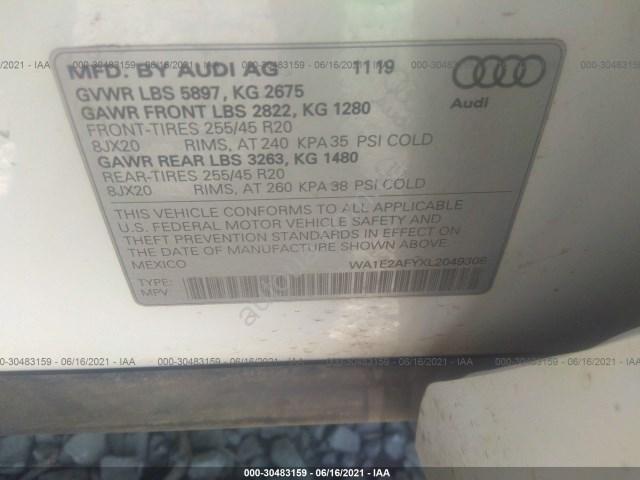 000-30483159 - 06/16/2021 - IAA
MFD. BY AUDI AG 11 19
GVWR LBS 5897, KG 2675
GAWR FRONT LBS 2822, KG 1280
FRONT-TIRES 255/45 R20
8JX20 RIMS, AT 240 KPA 35 PSI COLD
GAWR REAR LBS 3263, KG 1480
REAR-TIRES 255/45 R20
8JX20 RIMS, AT 260 KPA 38 PSI COLD
Audi
THIS VEHICLE CONFORMS TO ALL APPLICABLE
U.S. FEDERAL MOTOR VEHICLE SAFETY AND
THEFT PREVENTION STANDARDS IN EFFECT ON
THE DATE OF MANUFACTURE SHOWN ABOVE.
MEXICO WA1E2AFYXL2049306
TYPE:
MPV
000-30483159 - 06/16/2021 - IAA
000-30483159 - 06/16/2021 - IAA
000-30483159 - 06/16/2021 - IAA